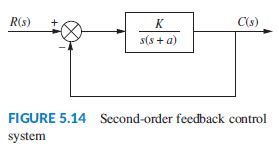 R(s) + K C(s)
– s(s + a)
FIGURE 5.14 Second-order feedback control
system